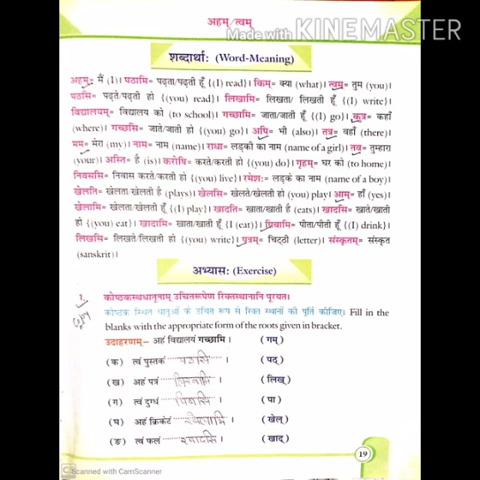 अहम्/त्वम्
Made with KINEMASTER
शब्दार्थाः (Word-Meaning)
अहम्= मैं (I)। पठामि= पढ़ता/पढ़ती हूँ {(I) read}। किम्= क्या (what)। त्वम्= तुम (you)।
पठसि= पढ़ते/पढ़ती हो {(you) read}। लिखामि= लिखता/ लिखती हूँ {(I) write}।
विद्यालयम्= विद्यालय को (to school)। गच्छामि= जाता/जाती हूँ {(I) go}। कुत्र= कहाँ
(where)। गच्छसि= जाते/जाती हो {(you) go}। अपि= भी (also)। तत्र= वहाँ (there)
मम= मेरा (my)। नाम= नाम (name)। राधा= लड़की का नाम (name of a girl)। तव= तुम्हारा
(your)। अस्ति= है (is)। करोषि= करते/करती हो {(you) do}। गृहम्= घर को (to home)।
निवससि= निवास करते/करती हो {(you) live}। रमेशः= लड़के का नाम (name of a boy)।
खेलति= खेलता/खेलती है (plays)। खेलसि= खेलते/खेलती हो {(you) play}। आम्= हाँ (yes)।
खेलामि= खेलता/खेलती हूँ {(I) play}। खादति= खाता/खाती है (eats)। खादसि= खाते/खाती
हो {(you) eat}। खादामि= खाता/खाती हूँ {I (eat)}। पिबामि= पीता/पीती हूँ {(I) drink}।
लिखसि= लिखते/लिखती हो {(you) write}। पत्रम्= चिट्ठी (letter)। संस्कृतम्= संस्कृत
(sanskrit)।
अभ्यासः (Exercise)
1. कोष्ठकस्थधातूनाम् उचितरूपेण रिक्तस्थानानि पूरयत।
कोष्ठक स्थित धातुओं के उचित रूप से रिक्त स्थानों की पूर्ति कीजिए। Fill in the
blanks with the appropriate form of the roots given in bracket.
उदाहरणम्– अहं विद्यालयं गच्छामि। (गम्)
(क) त्वं पुस्तकं पठसि । (पठ्)
(ख) अहं पत्रं लिखामि । (लिख्)
(ग) त्वं दुग्धं पिबसि । (पा)
(घ) अहं क्रिकेटं खेलामि । (खेल्)
(ङ) त्वं फलं खादसि । (खाद्)
19
Scanned with CamScanner